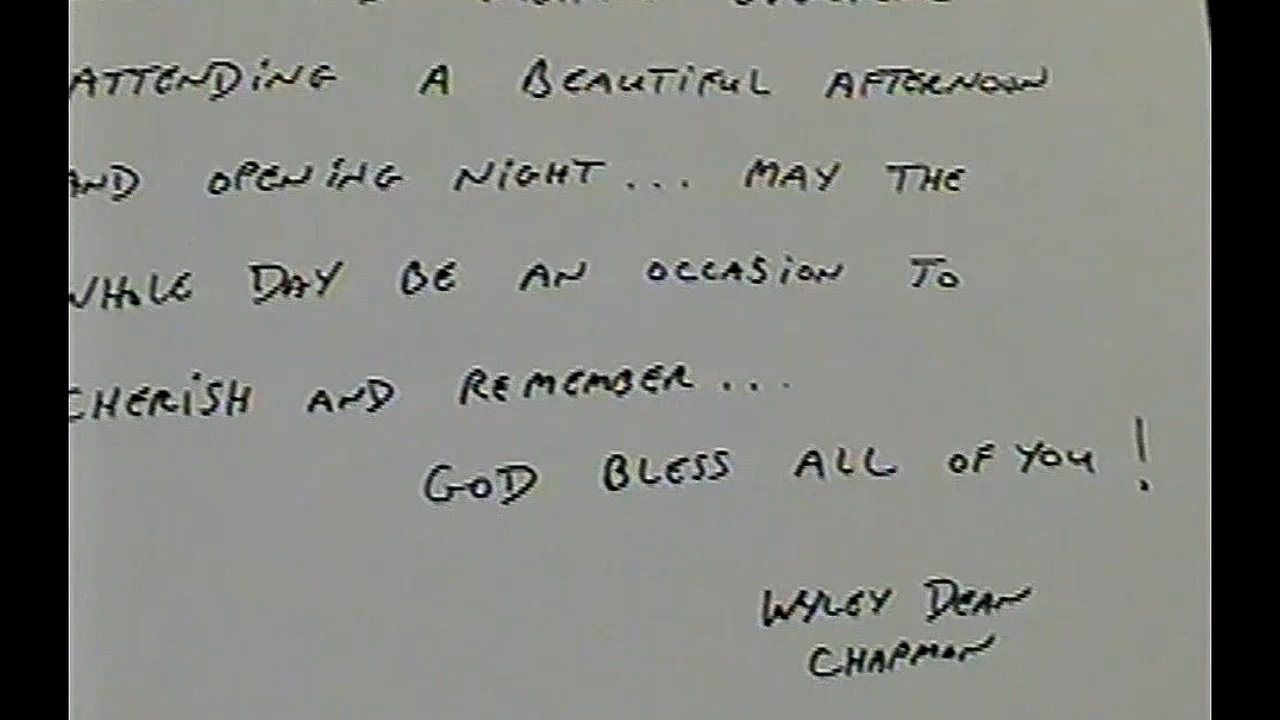 ATTENDiNG A BEAUTiFUL AFTERNOON
AND OPENiNG NiGHT... MAY THE
WHOLE DAY BE AN OCCASiON TO
CHERiSH AND REMEMBER...
GOD BLESS ALL OF YOU!
WYLEY DEAN
CHAPMAN